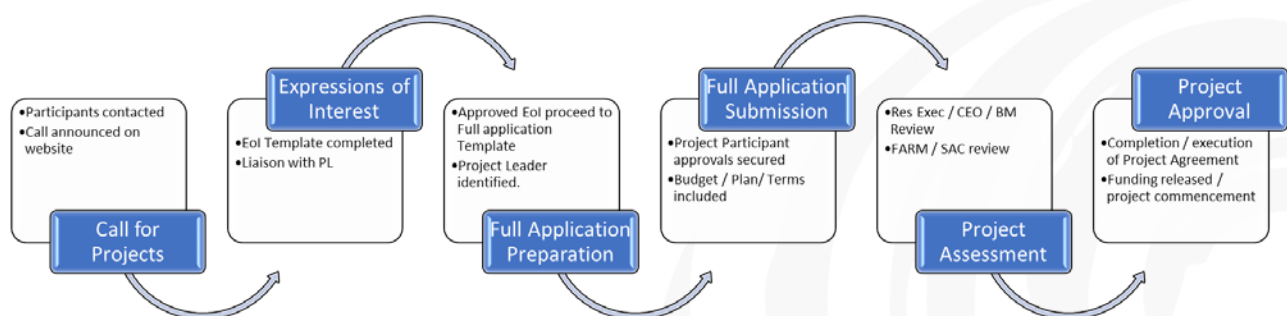 •Participants contacted
•Call announced on
website
Call for
Projects
Expressions of
Interest
•EoI Template completed
•Liaison with PL
•Approved EoI proceed to
Full application
Template
•Project Leader
identified.
Full Application
Preparation
Full Application
Submission
•Project Participant
approvals secured
•Budget / Plan/ Terms
included
•Res Exec / CEO / BM
Review
•FARM / SAC review
Project
Assessment
Project
Approval
•Completion / execution
of Project Agreement
•Funding released /
project commencement